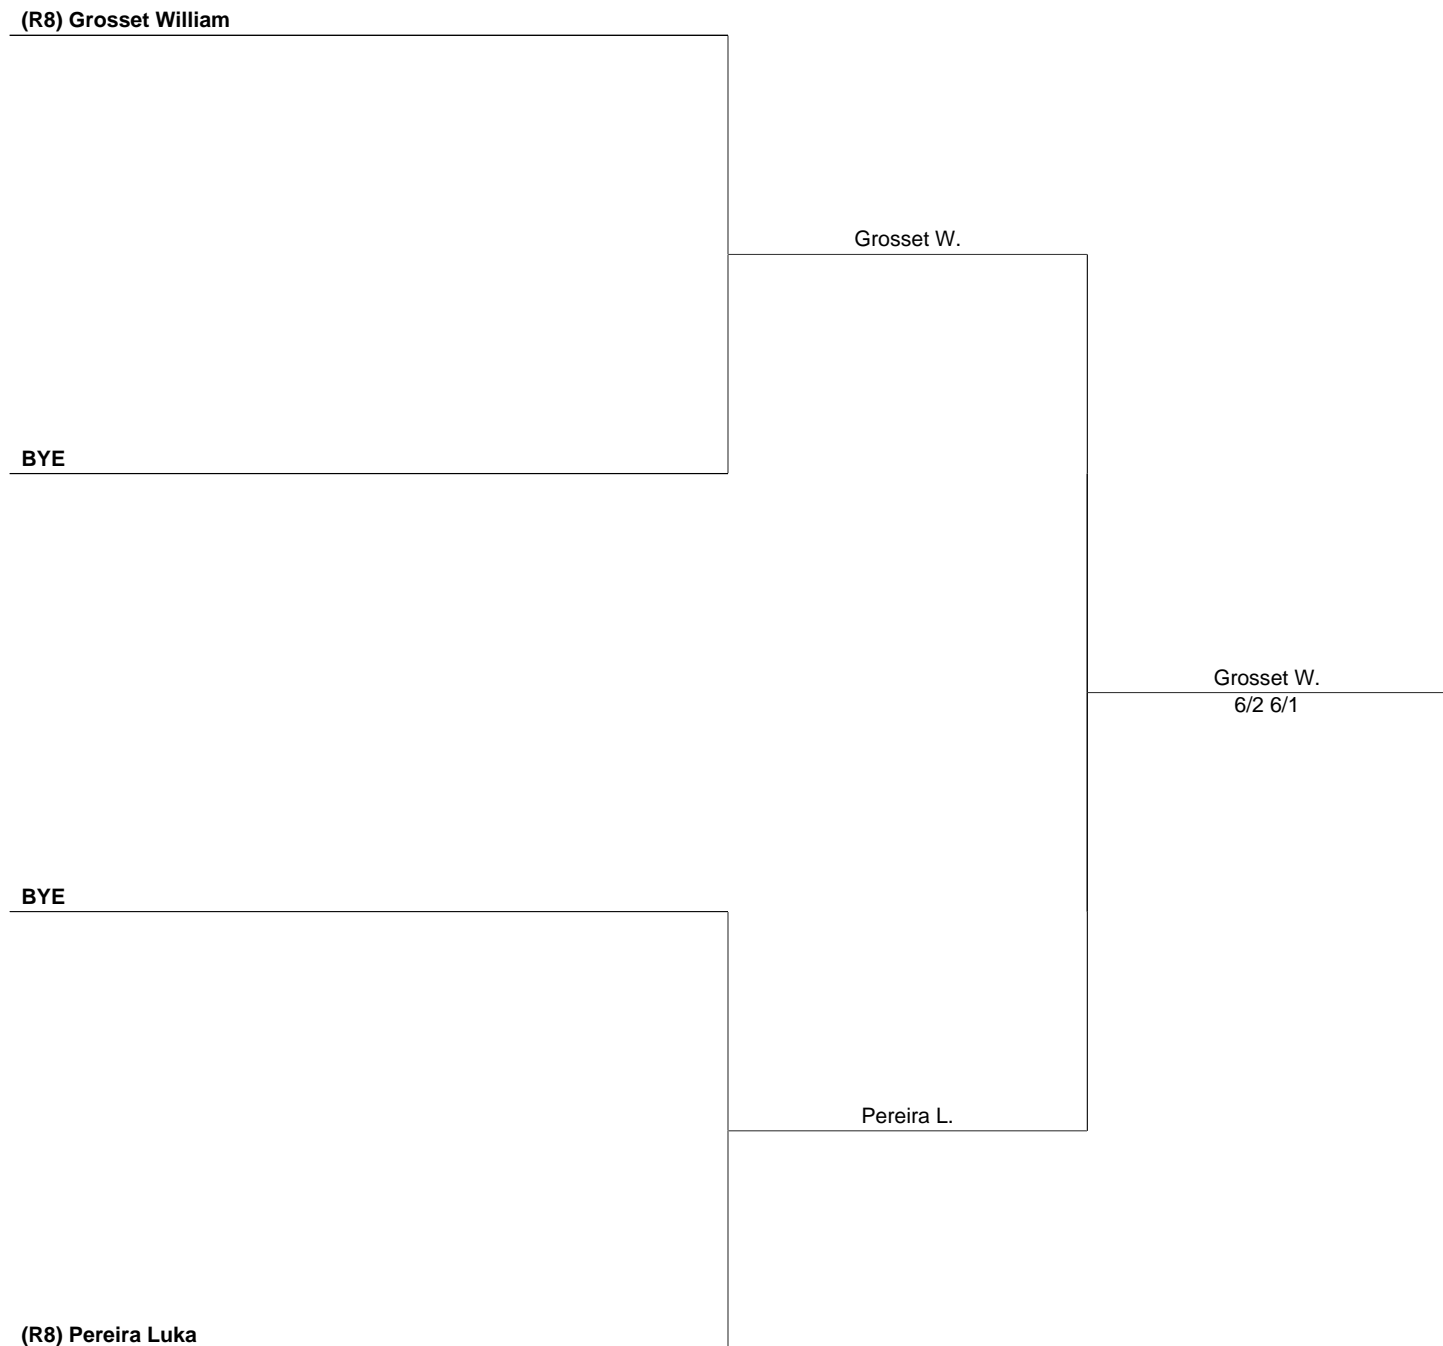 (R8) Grosset William
Grosset W.
BYE
Grosset W.
6/2 6/1
BYE
Pereira L.
(R8) Pereira Luka